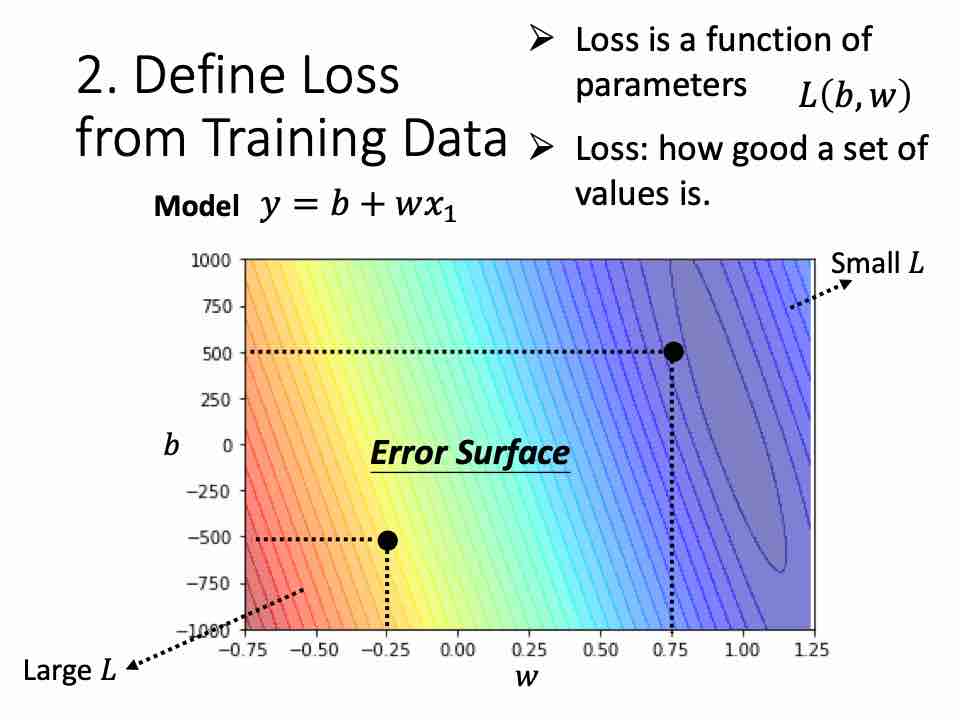 2. Define Loss
from Training Data
➢ Loss is a function of
parameters L(b, w)
➢ Loss: how good a set of
values is.
Model y = b + wx₁
Small L
1000
750
500
250
0
−250
−500
−750
−1000
b
Error Surface
−0.75 −0.50 −0.25 0.00 0.25 0.50 0.75 1.00 1.25
w
Large L